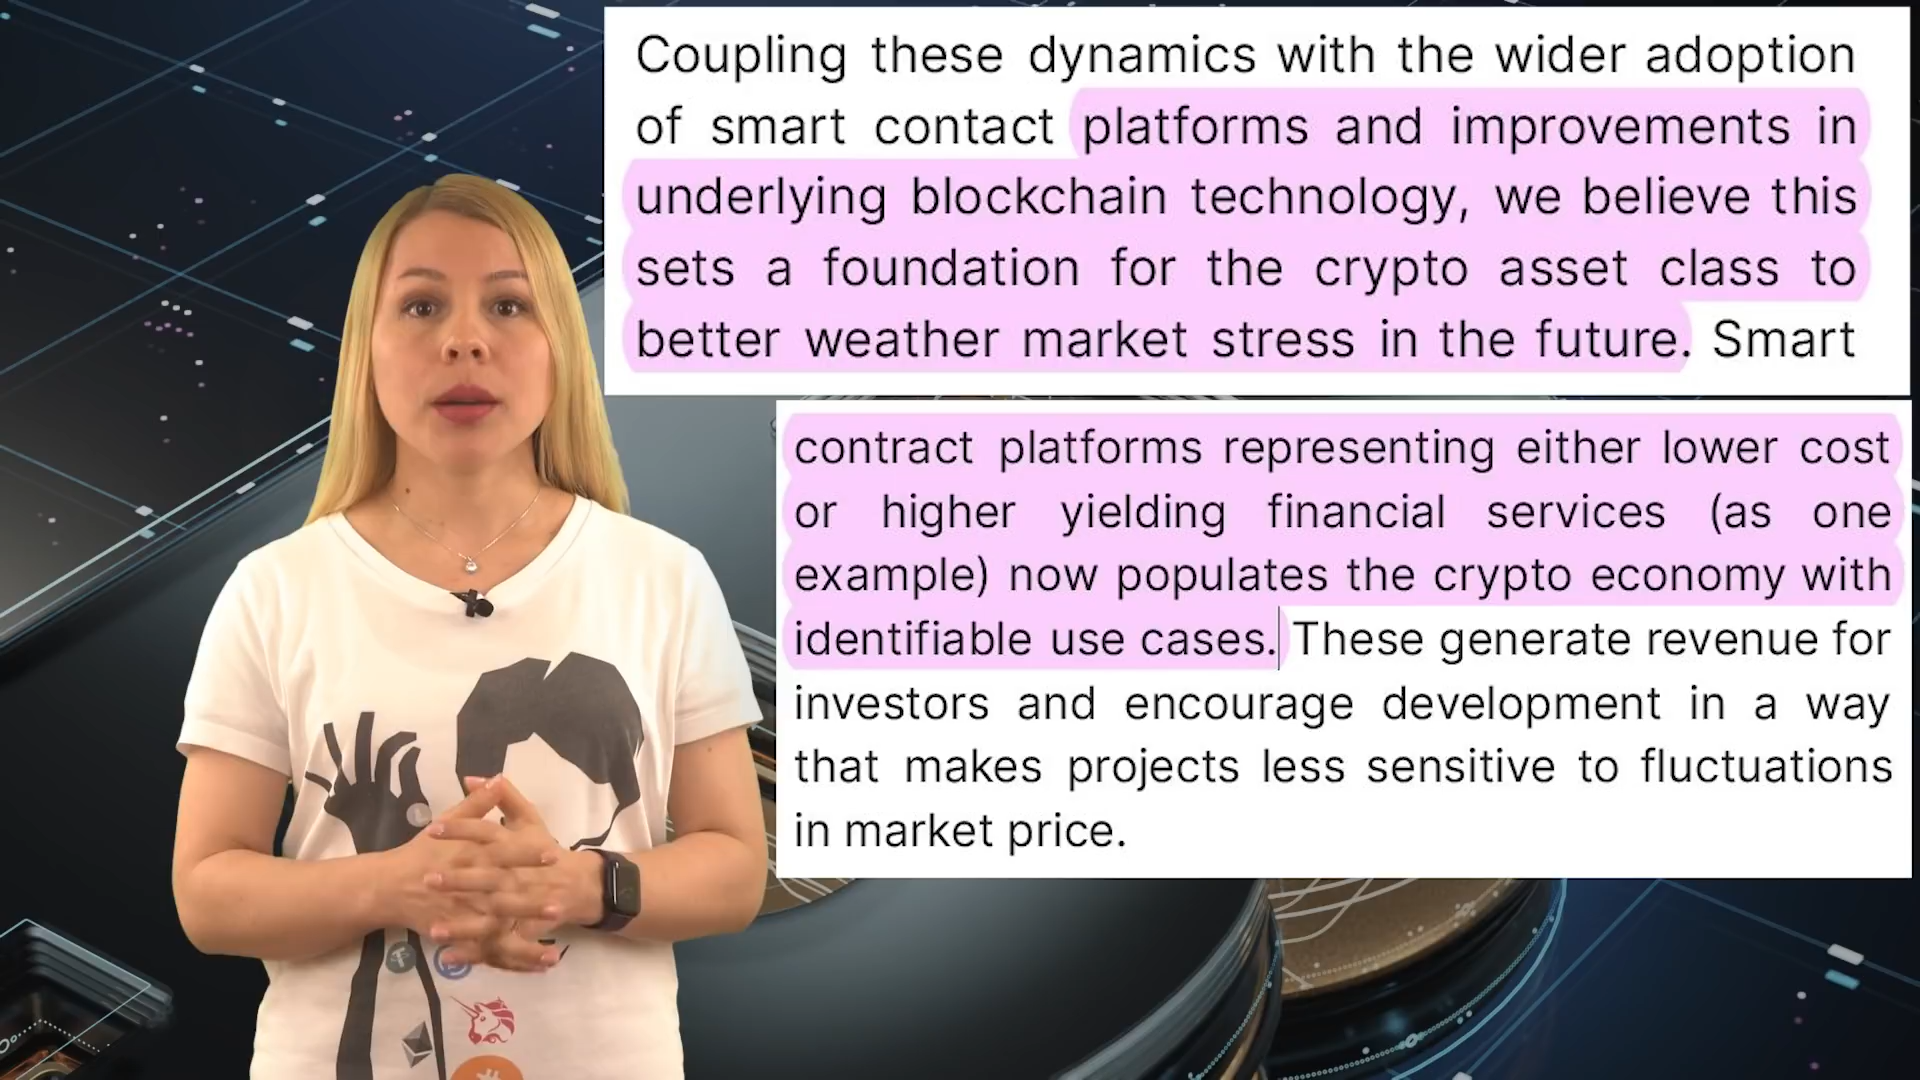 Coupling these dynamics with the wider adoption
of smart contact platforms and improvements in
underlying blockchain technology, we believe this
sets a foundation for the crypto asset class to
better weather market stress in the future. Smart
contract platforms representing either lower cost
or higher yielding financial services (as one
example) now populates the crypto economy with
identifiable use cases. These generate revenue for
investors and encourage development in a way
that makes projects less sensitive to fluctuations
in market price.